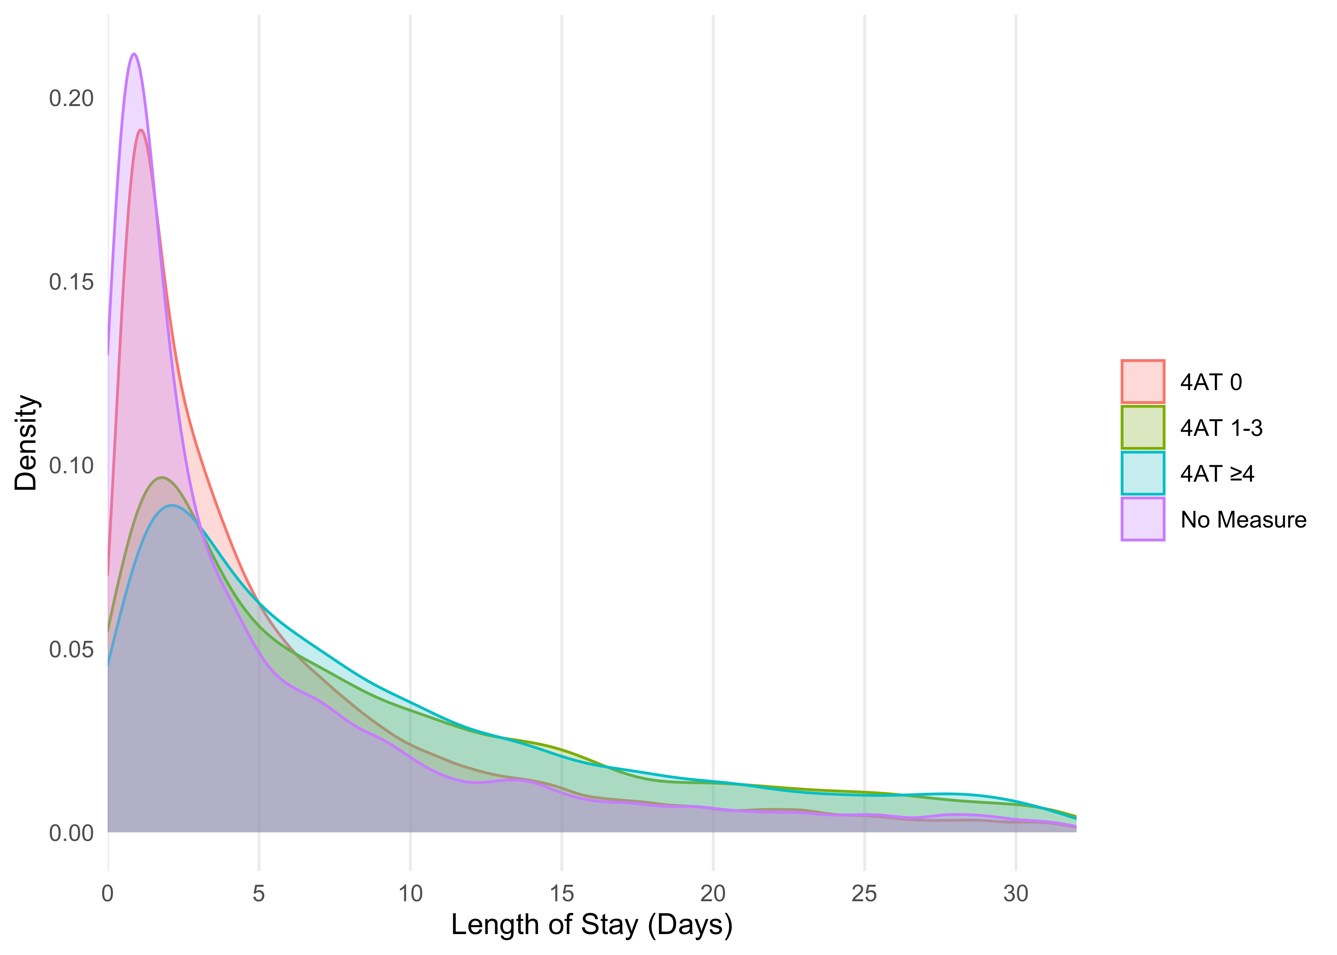 0.20
0.15
0.10
0.05
0.00
Density
0 5 10 15 20 25 30
Length of Stay (Days)
4AT 0
4AT 1-3
4AT ≥4
No Measure